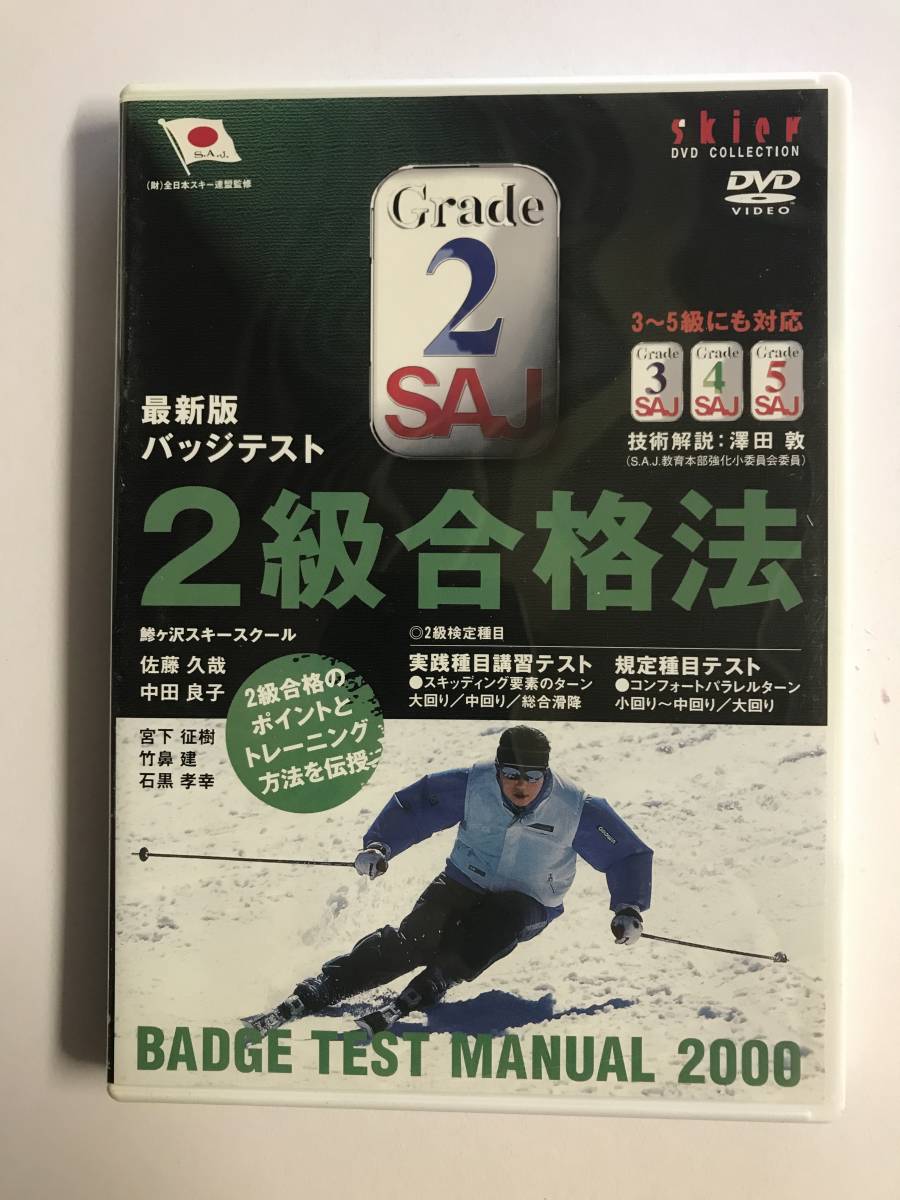 S.A.J.
(財)全日本スキー連盟監修
skier
DVD COLLECTION
DVD
VIDEO
Grade
2
SAJ
3〜5級にも対応
Grade
3
SAJ
Grade
4
SAJ
Grade
5
SAJ
技術解説:澤田 敦
(S.A.J.教育本部強化小委員会委員)
最新版
バッジテスト
2級合格法
鰺ヶ沢スキースクール
佐藤 久哉
中田 良子
宮下 征樹
竹鼻 建
石黒 孝幸
2級合格の
ポイントと
トレーニング
方法を伝授
◎2級検定種目
実践種目講習テスト
●スキッディング要素のターン
大回り/中回り/総合滑降
規定種目テスト
●コンフォートパラレルターン
小回り〜中回り/大回り
BADGE TEST MANUAL 2000